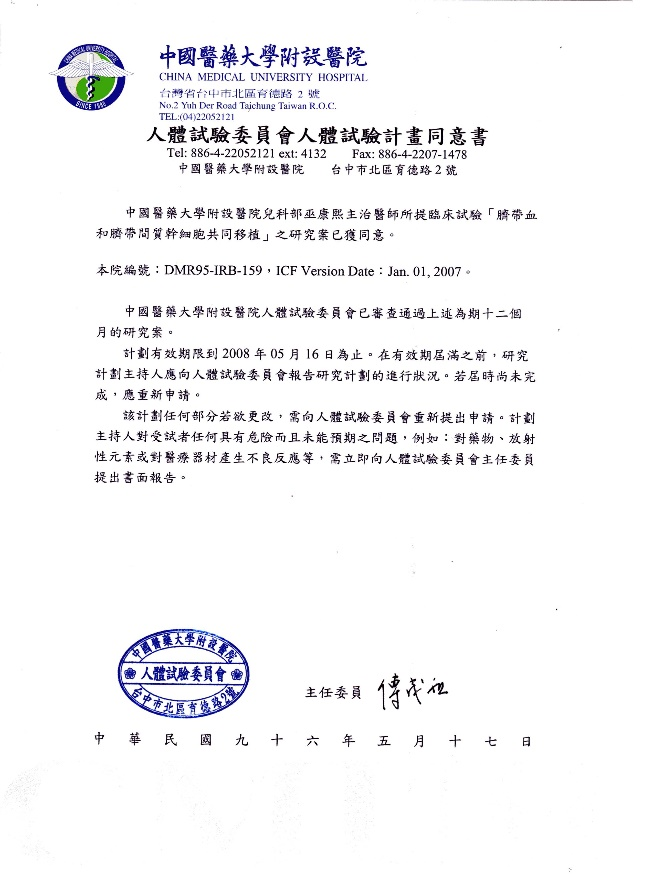 CHINA MEDICAL UNIVERSITY HOSPITAL
SINCE 1980
中國醫藥大學附設醫院
CHINA MEDICAL UNIVERSITY HOSPITAL
台灣省台中市北區育德路 2 號
No.2 Yuh Der Road Taichung Taiwan R.O.C.
TEL:(04)22052121
人體試驗委員會人體試驗計畫同意書
Tel: 886-4-22052121 ext: 4132 Fax: 886-4-2207-1478
中國醫藥大學附設醫院 台中市北區育德路2號
中國醫藥大學附設醫院兒科部巫康熙主治醫師所提臨床試驗「臍帶血
和臍帶間質幹細胞共同移植」之研究案已獲同意。
本院編號：DMR95-IRB-159，ICF Version Date：Jan. 01, 2007。
中國醫藥大學附設醫院人體試驗委員會已審查通過上述為期十二個
月的研究案。
計劃有效期限到 2008 年 05 月 16 日為止。在有效期屆滿之前，研究
計劃主持人應向人體試驗委員會報告研究計劃的進行狀況。若屆時尚未完
成，應重新申請。
該計劃任何部分若欲更改，需向人體試驗委員會重新提出申請。計劃
主持人對受試者任何具有危險而且未能預期之問題，例如：對藥物、放射
性元素或對醫療器材產生不良反應等，需立即向人體試驗委員會主任委員
提出書面報告。
中國醫藥大學附設醫院
人體試驗委員會
台中市北區育德路2號
主任委員 傅茂祖
中華民國九十六年五月十七日